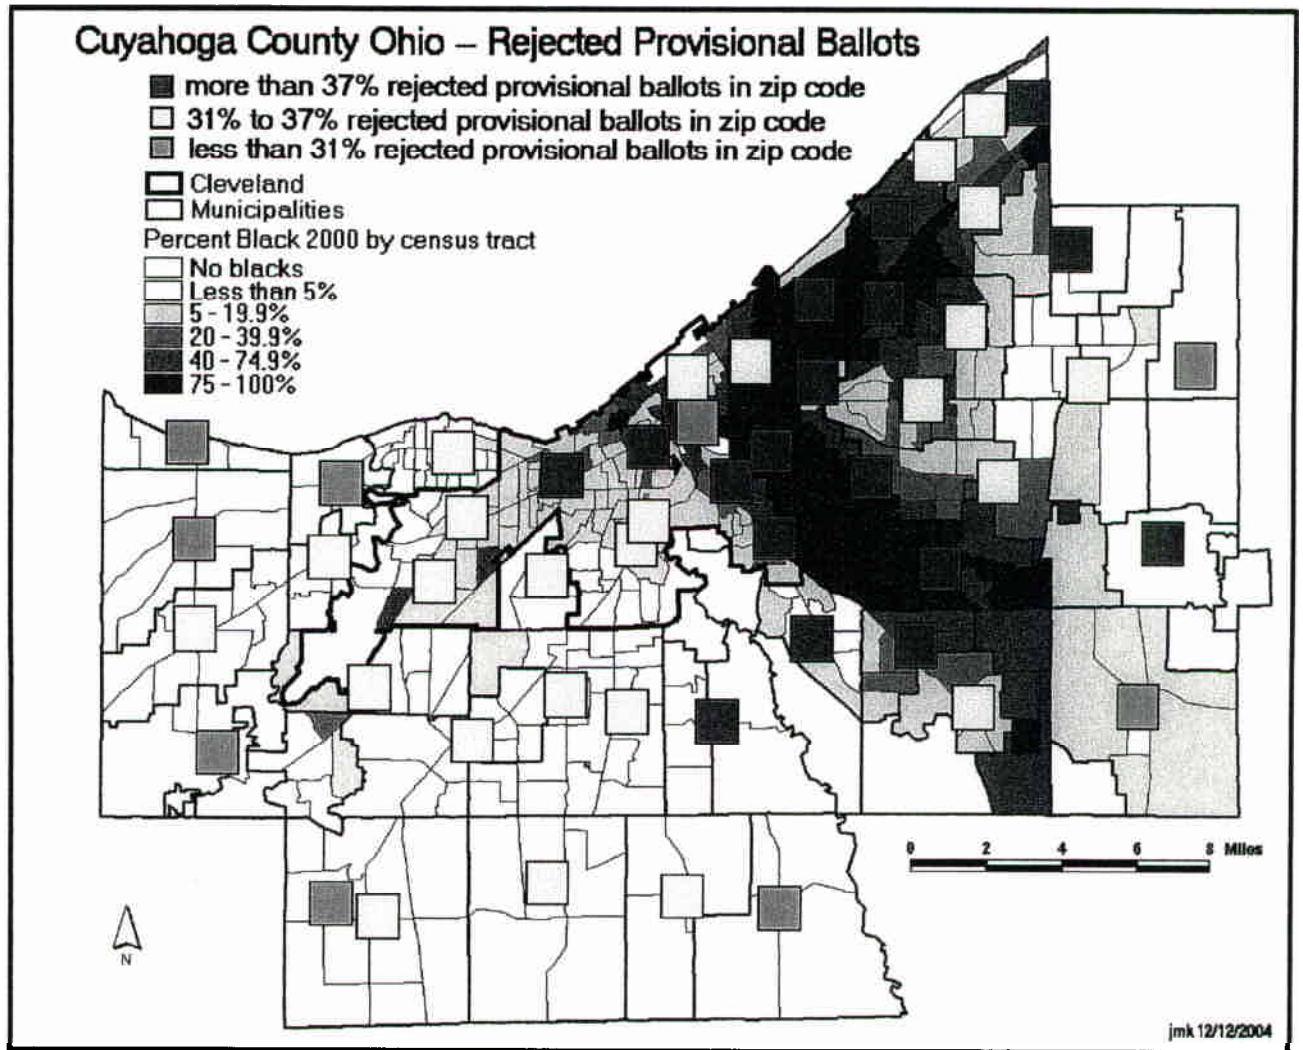 Cuyahoga County Ohio – Rejected Provisional Ballots
more than 37% rejected provisional ballots in zip code
31% to 37% rejected provisional ballots in zip code
less than 31% rejected provisional ballots in zip code
Cleveland
Municipalities
Percent Black 2000 by census tract
No blacks
Less than 5%
5 - 19.9%
20 - 39.9%
40 - 74.9%
75 - 100%
0 2 4 6 8 Miles
N
jmk 12/12/2004